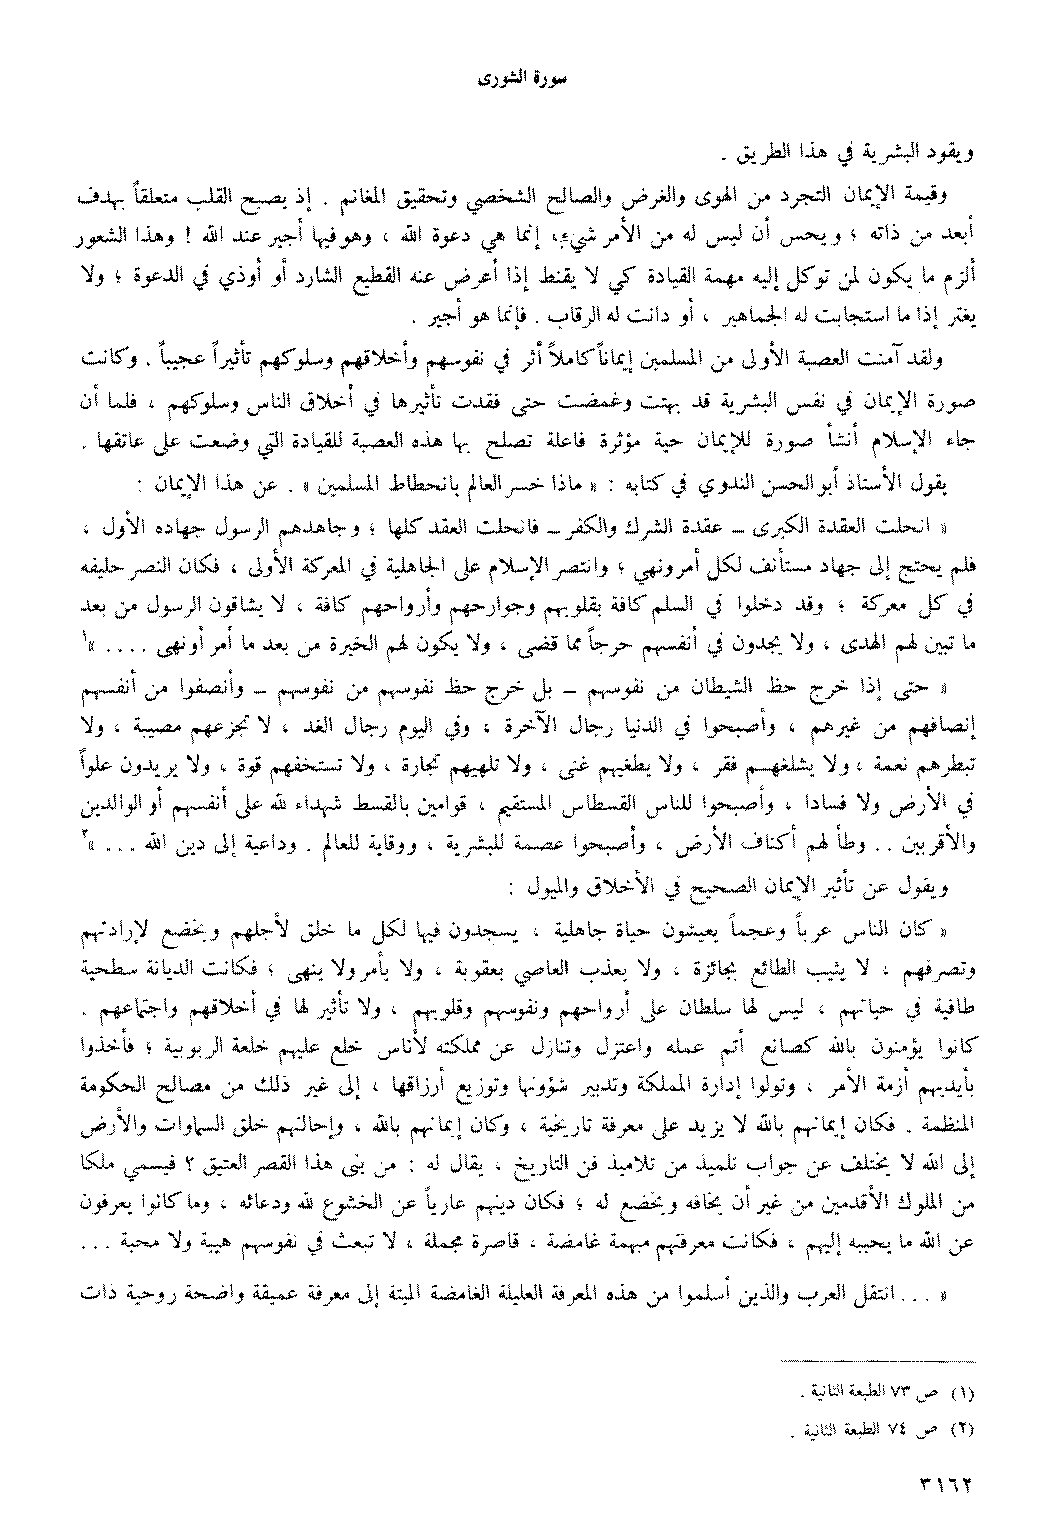 سورة الشورى
ويقود البشرية في هذا الطريق .
وقيمة الإيمان التجرد من الهوى والغرض والصالح الشخصي وتحقيق المغانم . إذ يصبح القلب متعلقاً بهدف
أبعد من ذاته ؛ ويحس أن ليس له من الأمر شيء، إنما هي دعوة الله ، وهو فيها أجير عند الله ! وهذا الشعور
ألزم ما يكون لمن توكل إليه مهمة القيادة كي لا يقنط إذا أعرض عنه القطيع الشارد أو أوذي في الدعوة ؛ ولا
يغتر إذا ما استجابت له الجماهير ، أو دانت له الرقاب . فإنما هو أجير .
ولقد آمنت العصبة الأولى من المسلمين إيماناً كاملاً أثر في نفوسهم وأخلاقهم وسلوكهم تأثيراً عجيباً . وكانت
صورة الإيمان في نفس البشرية قد بهتت وغمضت حتى فقدت تأثيرها في أخلاق الناس وسلوكهم ، فلما أن
جاء الإسلام أنشأ صورة للإيمان حية مؤثرة فاعلة تصلح بها هذه العصبة للقيادة التي وضعت على عاتقها .
يقول الأستاذ أبو الحسن الندوي في كتابه : « ماذا خسر العالم بانحطاط المسلمين » . عن هذا الإيمان :
« انحلت العقدة الكبرى – عقدة الشرك والكفر – فانحلت العقد كلها ؛ وجاهدهم الرسول جهاده الأول ،
فلم يحتج إلى جهاد مستأنف لكل أمر ونهي ؛ وانتصر الإسلام على الجاهلية في المعركة الأولى ، فكان النصر حليفه
في كل معركة ؛ وقد دخلوا في السلم كافة بقلوبهم وجوارحهم وأرواحهم كافة ، لا يشاقون الرسول من بعد
ما تبين لهم الهدى ، ولا يجدون في أنفسهم حرجاً مما قضى ، ولا يكون لهم الخيرة من بعد ما أمر أو نهى .... »١
« حتى إذا خرج حظ الشيطان من نفوسهم – بل خرج حظ نفوسهم من نفوسهم – وأنصفوا من أنفسهم
إنصافهم من غيرهم ، وأصبحوا في الدنيا رجال الآخرة ، وفي اليوم رجال الغد ، لا تجزعهم مصيبة ، ولا
تبطرهم نعمة ، ولا يشلغهم فقر ، ولا يطغيهم غنى ، ولا تلهيهم تجارة ، ولا تستخفهم قوة ، ولا يريدون علواً
في الأرض ولا فسادا ، وأصبحوا للناس القسطاس المستقيم ، قوامين بالقسط شهداء لله على أنفسهم أو الوالدين
والأقربين .. وطأ لهم أكناف الأرض ، وأصبحوا عصمة للبشرية ، ووقاية للعالم . وداعية إلى دين الله ... »٢
ويقول عن تأثير الإيمان الصحيح في الأخلاق والميول :
« كان الناس عرباً وعجماً يعيشون حياة جاهلية ، يسجدون فيها لكل ما خلق لأجلهم ويخضع لإرادتهم
وتصرفهم ، لا يثيب الطائع بجائزة ، ولا يعذب العاصي بعقوبة ، ولا يأمر ولا ينهى ؛ فكانت الديانة سطحية
طافية في حياتهم ، ليس لها سلطان على أرواحهم ونفوسهم وقلوبهم ، ولا تأثير لها في أخلاقهم واجتماعهم .
كانوا يؤمنون بالله كصانع أتم عمله واعتزل وتنازل عن مملكته لأناس خلع عليهم خلعة الربوبية ؛ فأخذوا
بأيديهم أزمة الأمر ، وتولوا إدارة المملكة وتدبير شؤونها وتوزيع أرزاقها ، إلى غير ذلك من مصالح الحكومة
المنظمة . فكان إيمانهم بالله لا يزيد على معرفة تاريخية ، وكان إيمانهم بالله ، وإحالتهم خلق السماوات والأرض
إلى الله لا يختلف عن جواب تلميذ من تلاميذ فن التاريخ ، يقال له : من بنى هذا القصر العتيق ؟ فيسمي ملكا
من الملوك الأقدمين من غير أن يخافه ويخضع له ؛ فكان دينهم عارياً عن الخشوع لله ودعائه ، وما كانوا يعرفون
عن الله ما يحببه إليهم ، فكانت معرفتهم مبهمة غامضة ، قاصرة مجملة ، لا تبعث في نفوسهم هيبة ولا محبة ...
« ... انتقل العرب والذين أسلموا من هذه المعرفة العليلة الغامضة الميتة إلى معرفة عميقة واضحة روحية ذات
(١) ص ٧٣ الطبعة الثانية .
(٢) ص ٧٤ الطبعة الثانية .
٣١٦٢